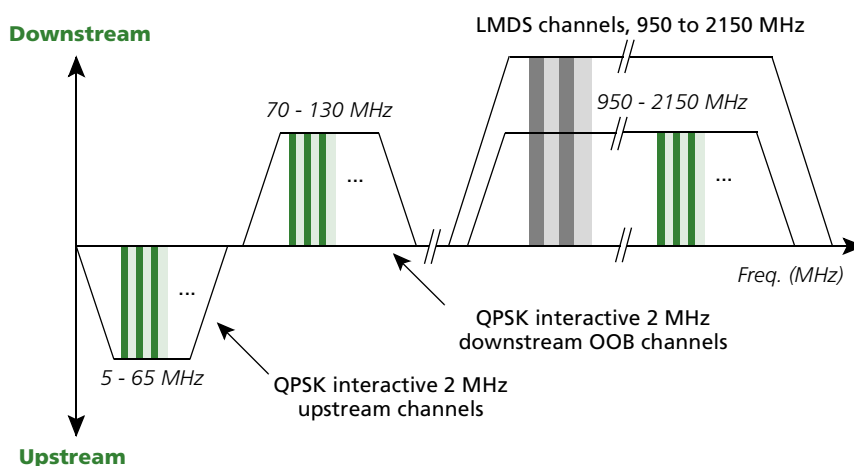 Downstream
LMDS channels, 950 to 2150 MHz
70 - 130 MHz
950 - 2150 MHz
...
...
...
Freq. (MHz)
QPSK interactive 2 MHz
downstream OOB channels
5 - 65 MHz
QPSK interactive 2 MHz
upstream channels
Upstream